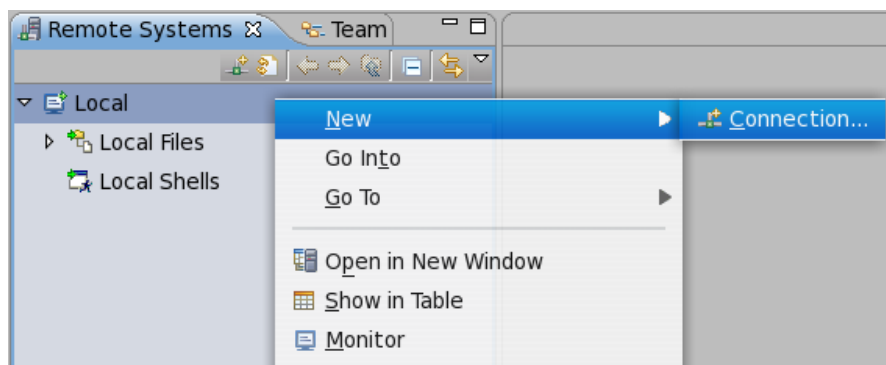 Remote Systems Team
Local
Local Files
Local Shells
New
Connection...
Go Into
Go To
Open in New Window
Show in Table
Monitor